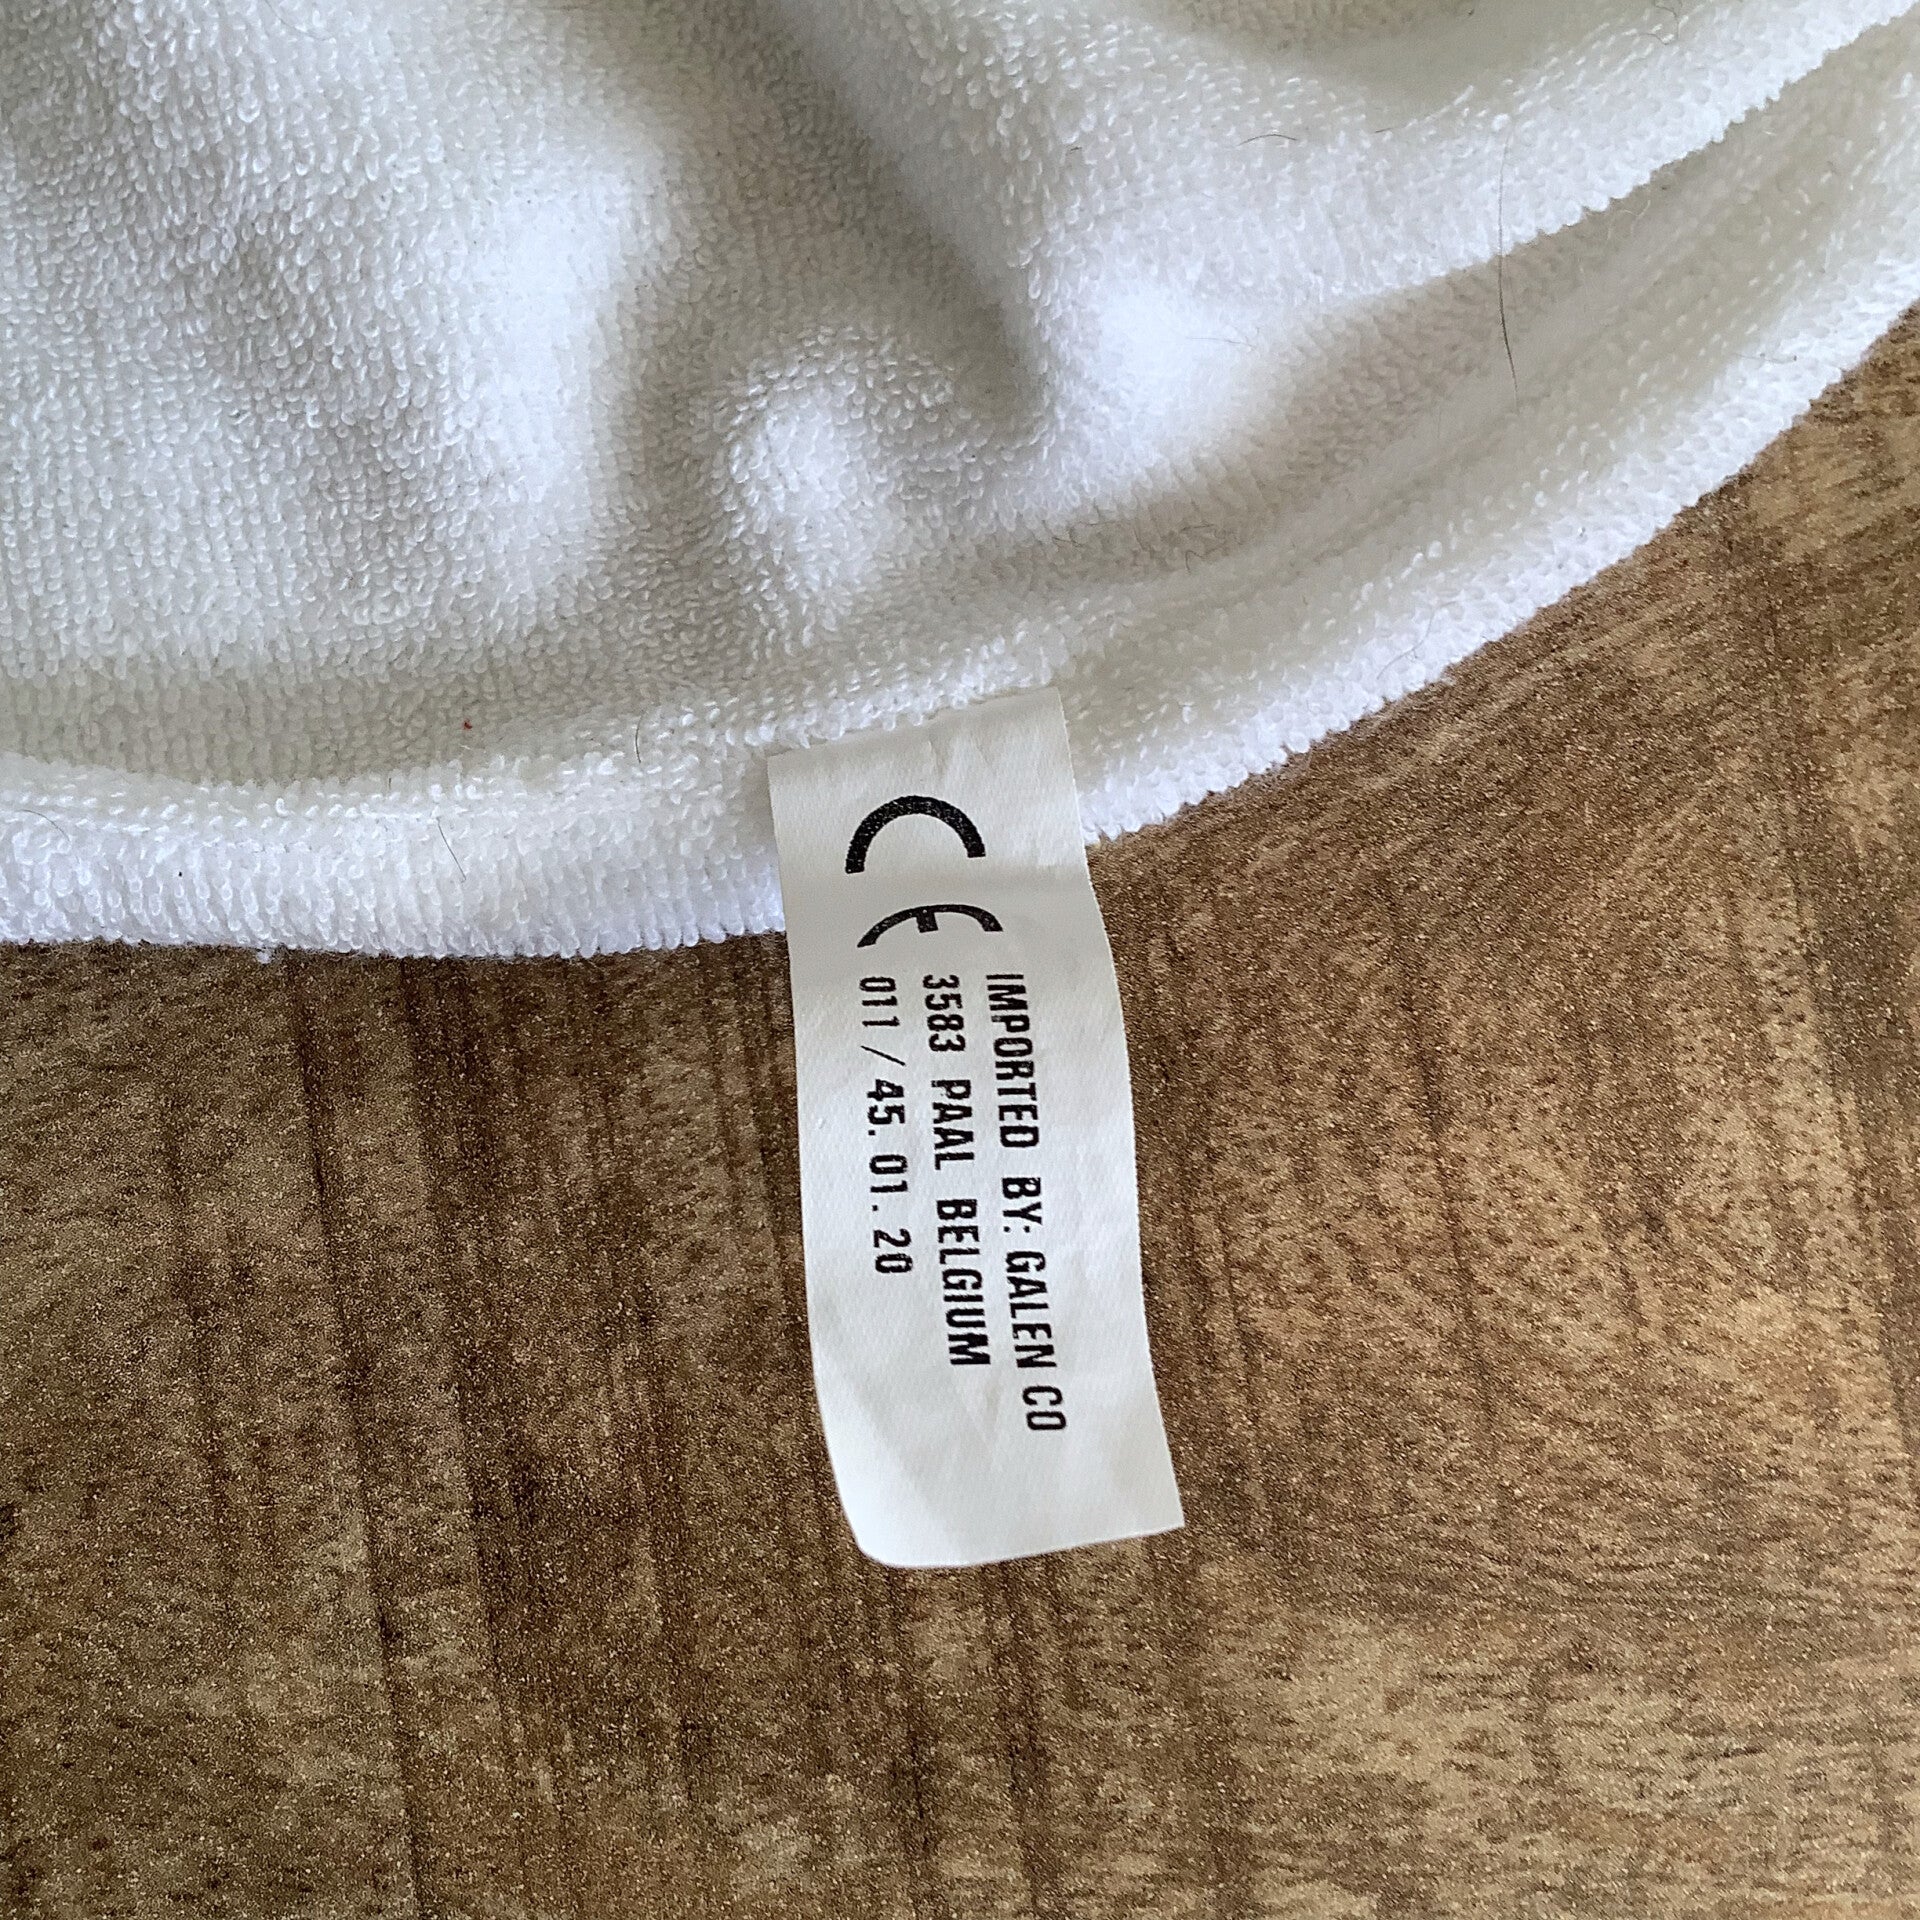 CE
IMPORTED BY: GALEN CO
3583 PAAL BELGIUM
011 / 45. 01. 20